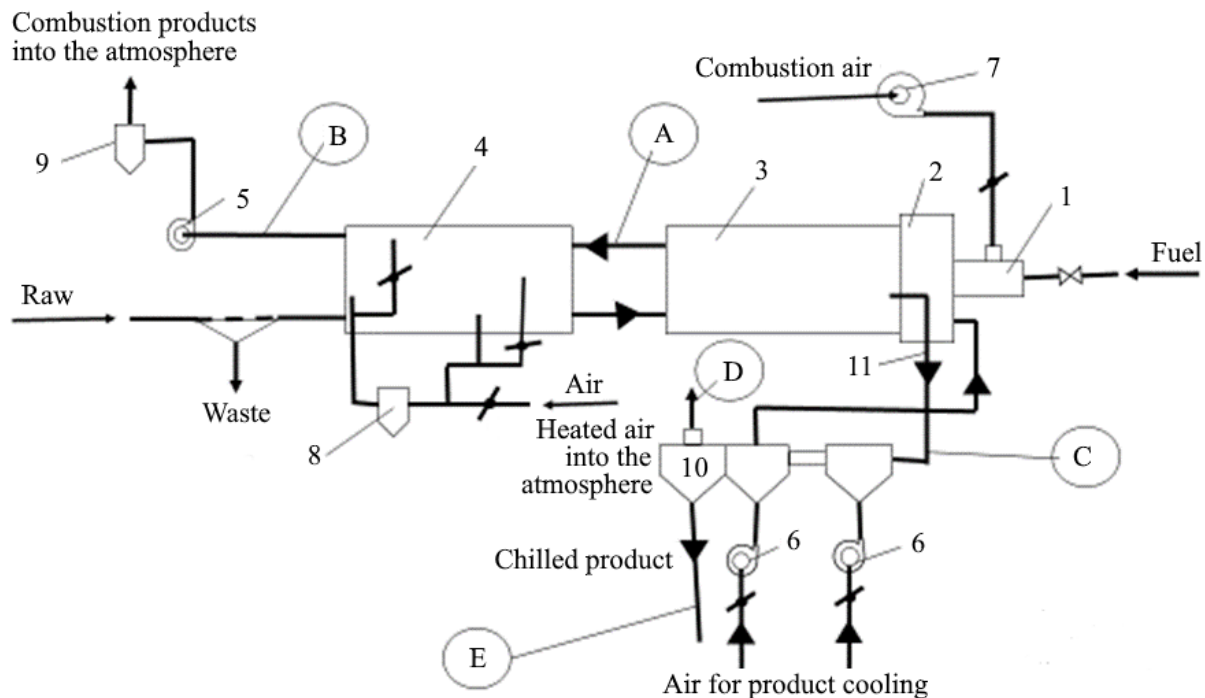 Combustion products
into the atmosphere
7
Combustion air
B
A
4
9
3
2
1
5
Fuel
Raw
11
D
Air
Waste
Heated air
into the
atmosphere
8
10
C
Chilled product
6
6
E
Air for product cooling